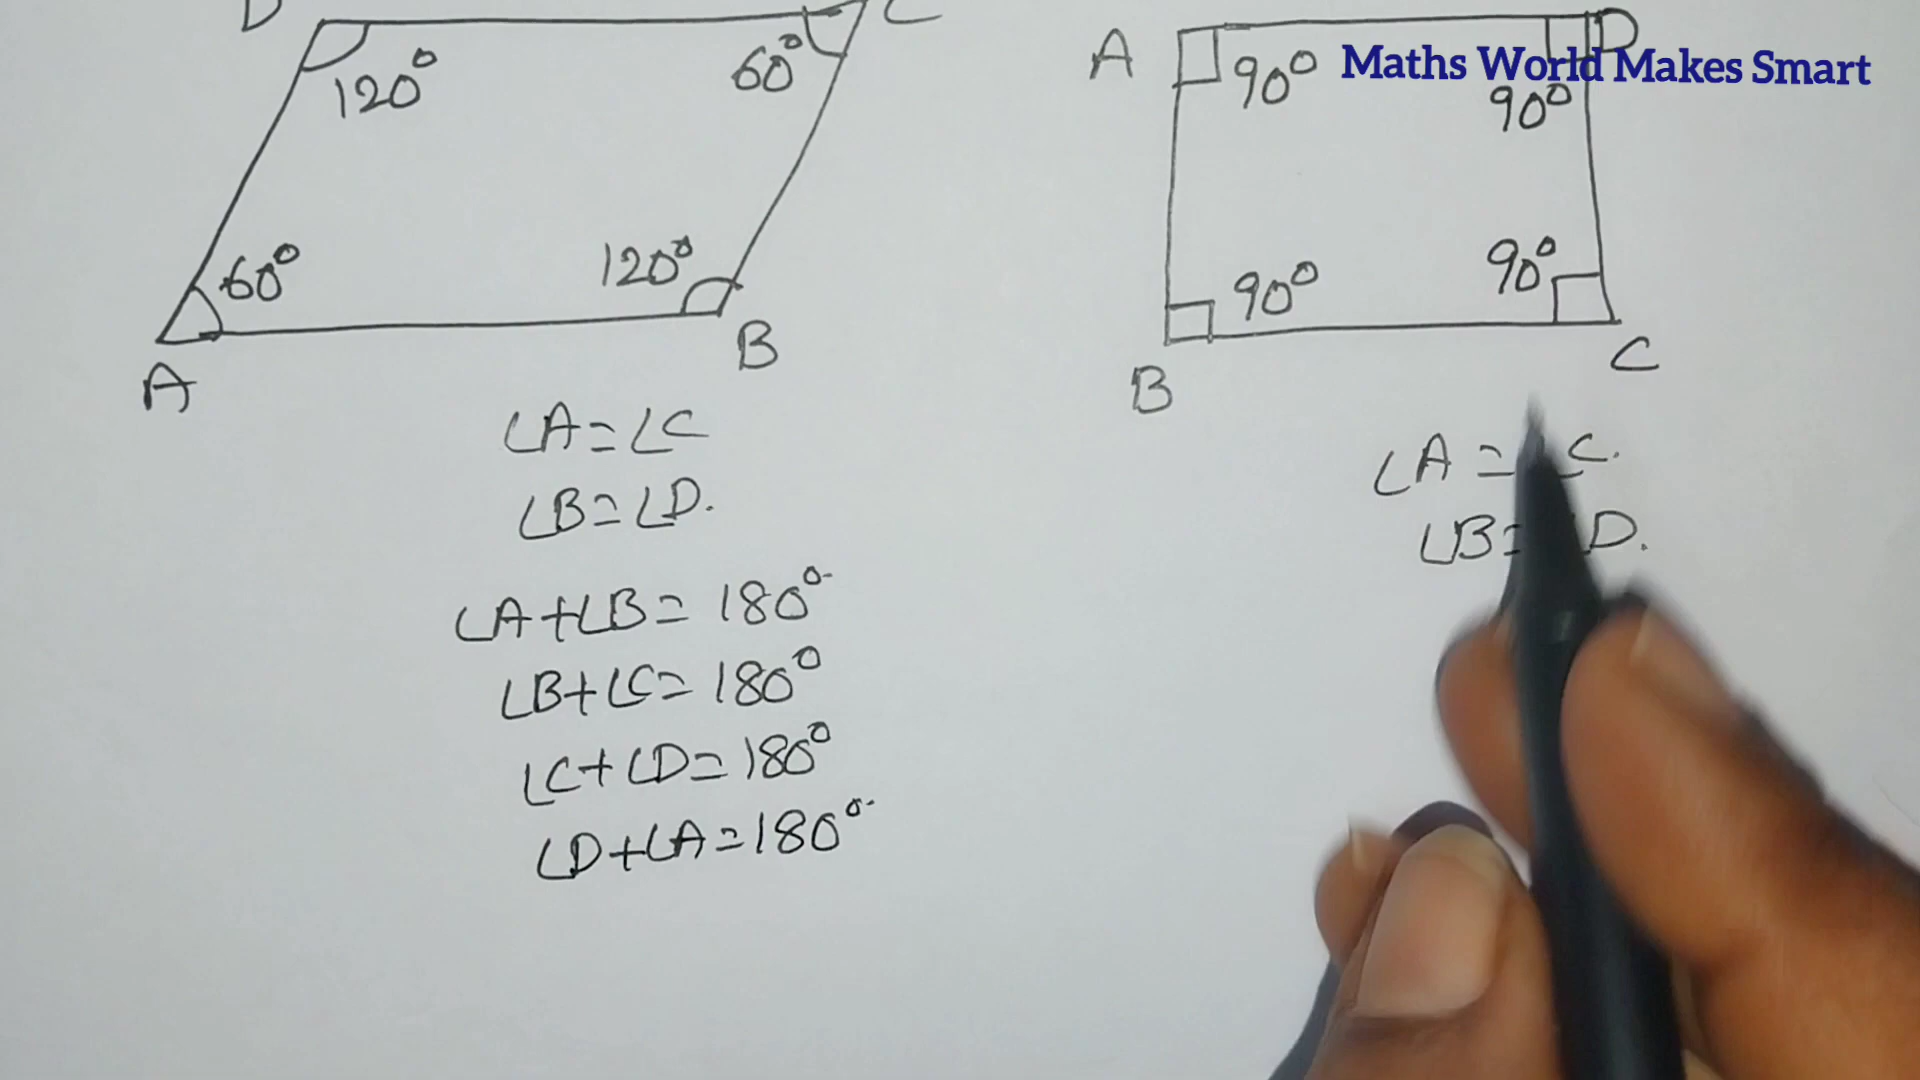 D
C
120°
60°
60°
120°
A
B
∠A=∠C
∠B=∠D.
∠A+∠B=180°
∠B+∠C=180°
∠C+∠D=180°
∠D+∠A=180°
A
D
Maths World Makes Smart
90°
90°
90°
90°
B
C
∠A = ∠C.
∠B= ∠D.